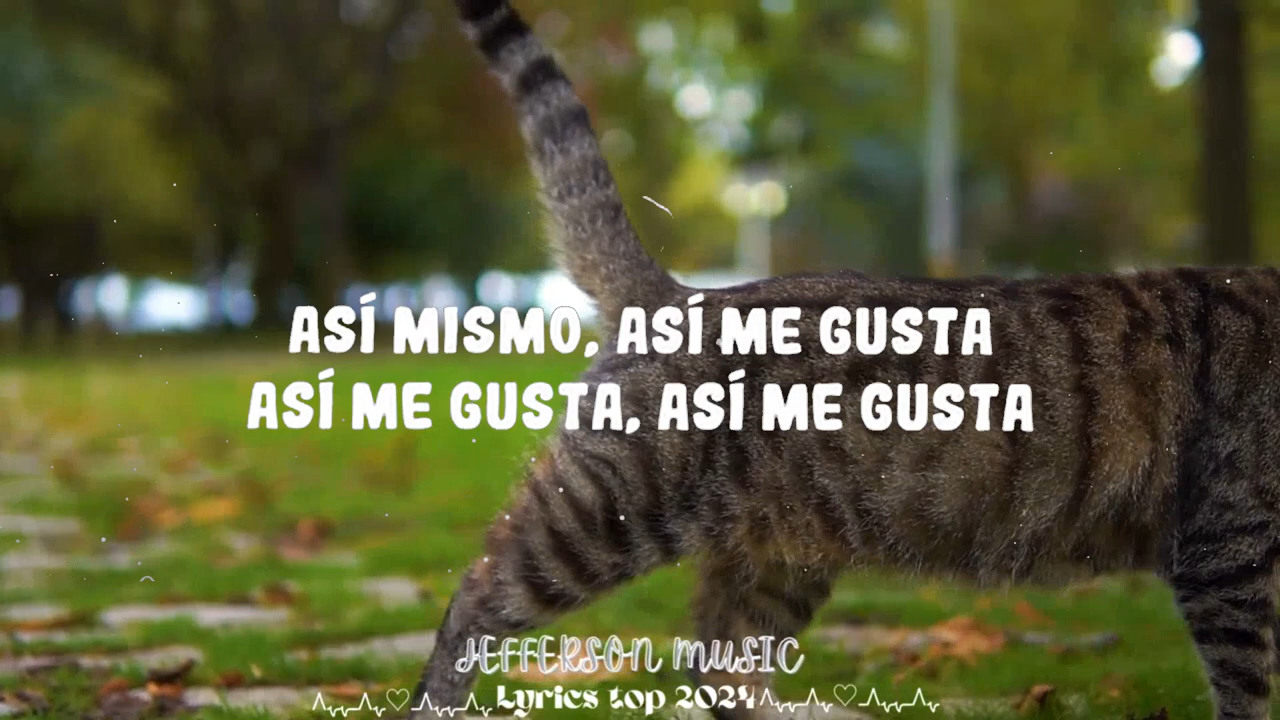 ASÍ MISMO, ASÍ ME GUSTA
ASÍ ME GUSTA, ASÍ ME GUSTA
JEFFERSON MUSIC
Lyrics top 2024